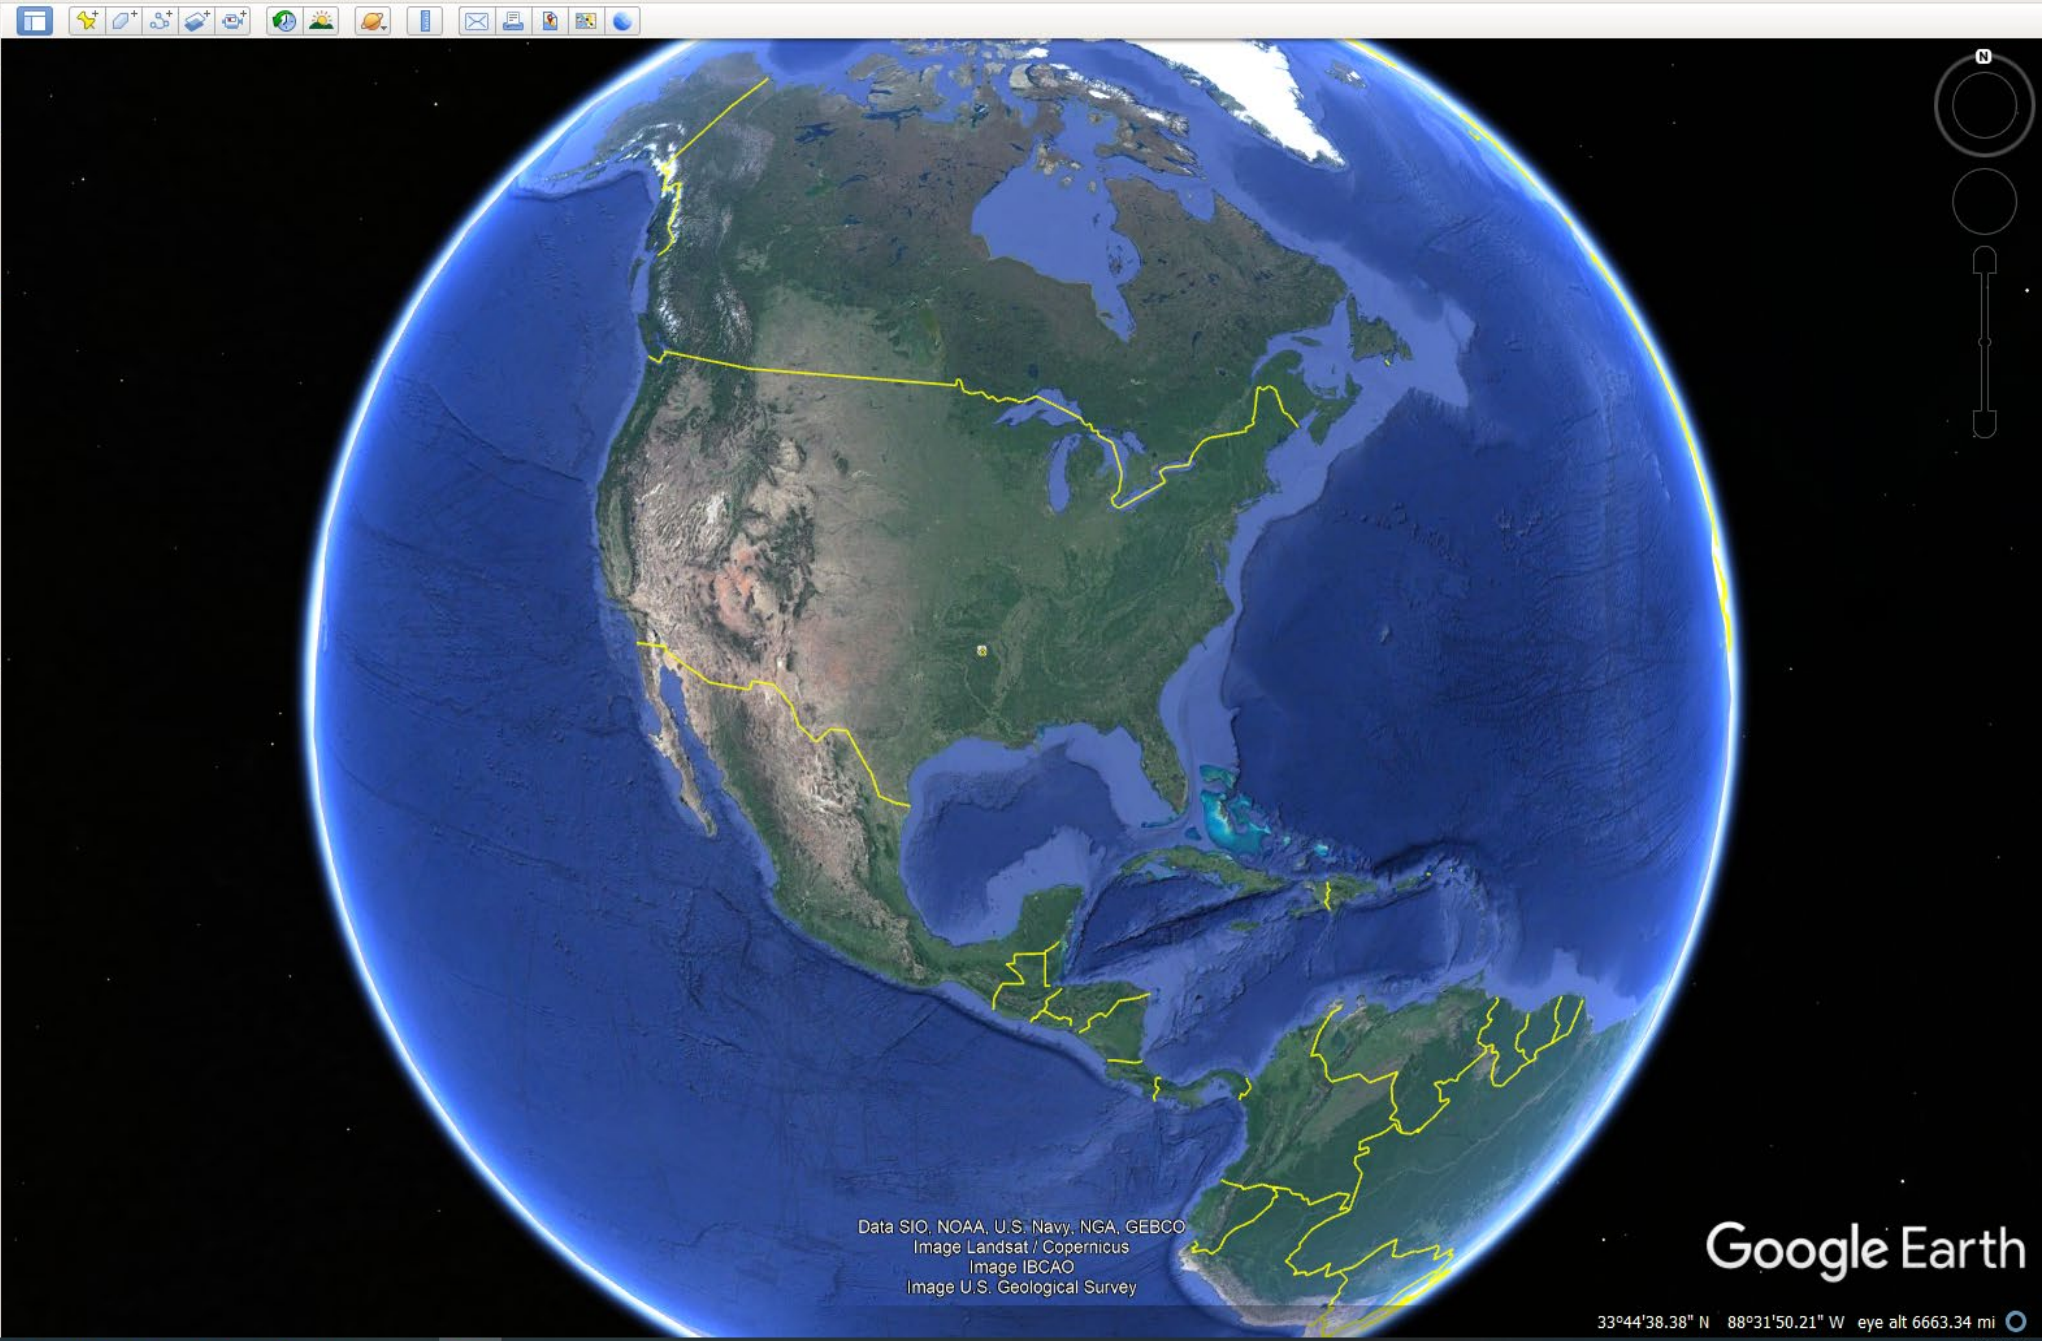 N
Data SIO, NOAA, U.S. Navy, NGA, GEBCO
Image Landsat / Copernicus
Image IBCAO
Image U.S. Geological Survey
Google Earth
33°44'38.38" N 88°31'50.21" W eye alt 6663.34 mi